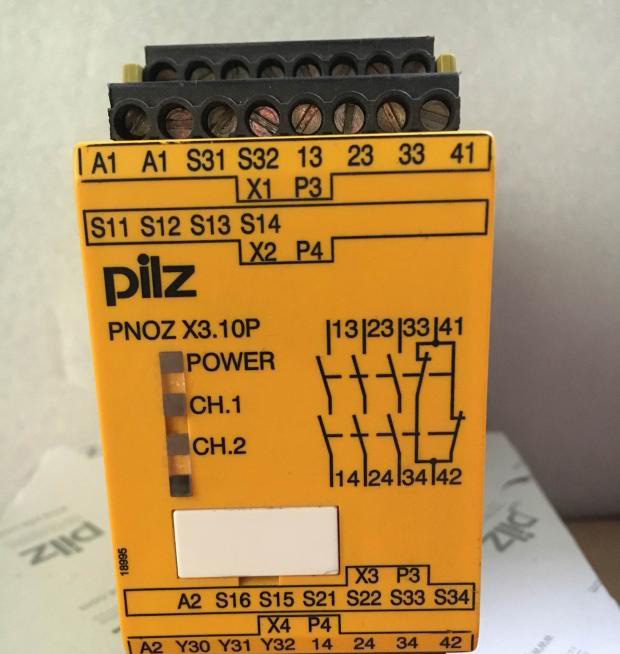 A1 A1 S31 S32 13 23 33 41
X1 P3
S11 S12 S13 S14
X2 P4
pilz
PNOZ X3.10P
13 23 33 41
POWER
CH.1
CH.2
14 24 34 42
18995
X3 P3
A2 S16 S15 S21 S22 S33 S34
X4 P4
A2 Y30 Y31 Y32 14 24 34 42
pilz
pilz